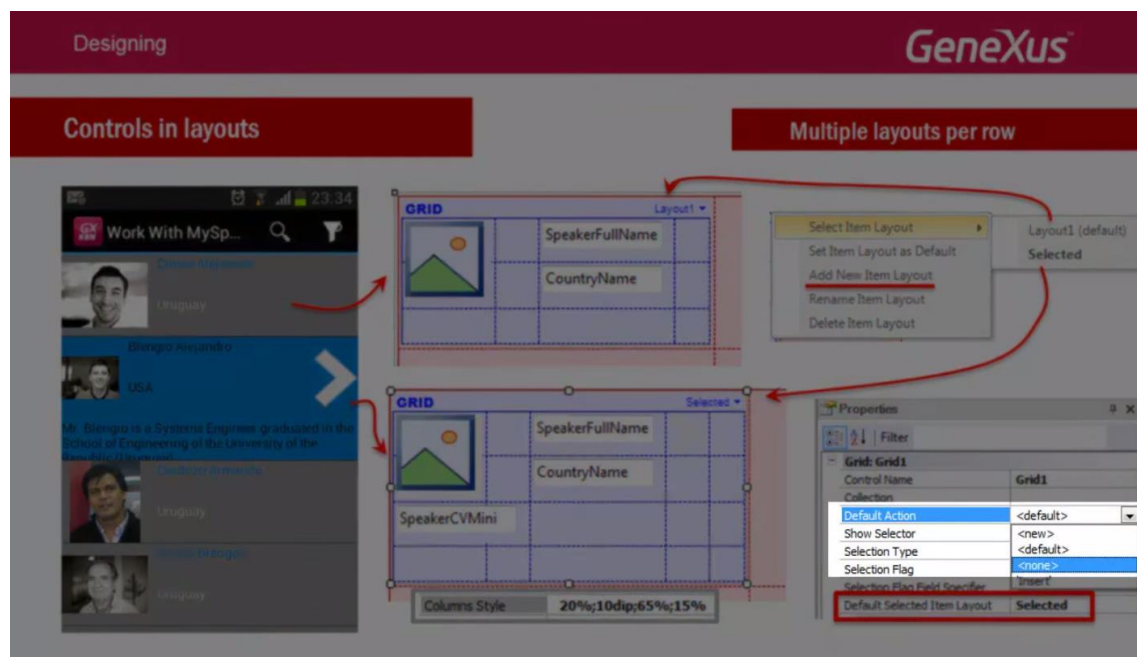 Designing
GeneXus™
Controls in layouts
Multiple layouts per row
23:34
Work With MySp...
Uruguay
Blengio Alejandro
USA
Mr. Blengio is a Systems Engineer graduated in the
School of Engineering of the University of the
Republic (Uruguay)
Uruguay
Uruguay
GRID
Layout1
SpeakerFullName
CountryName
GRID
Selected
SpeakerFullName
CountryName
SpeakerCVMini
Columns Style 20%;10dip;65%;15%
Select Item Layout
Set Item Layout as Default
Add New Item Layout
Rename Item Layout
Delete Item Layout
Layout1 (default)
Selected
Properties
Filter
Grid: Grid1
Control Name Grid1
Collection
Default Action <default>
Show Selector <new>
Selection Type <default>
Selection Flag <none>
Selection Flag Field Specifier 'Insert'
Default Selected Item Layout Selected